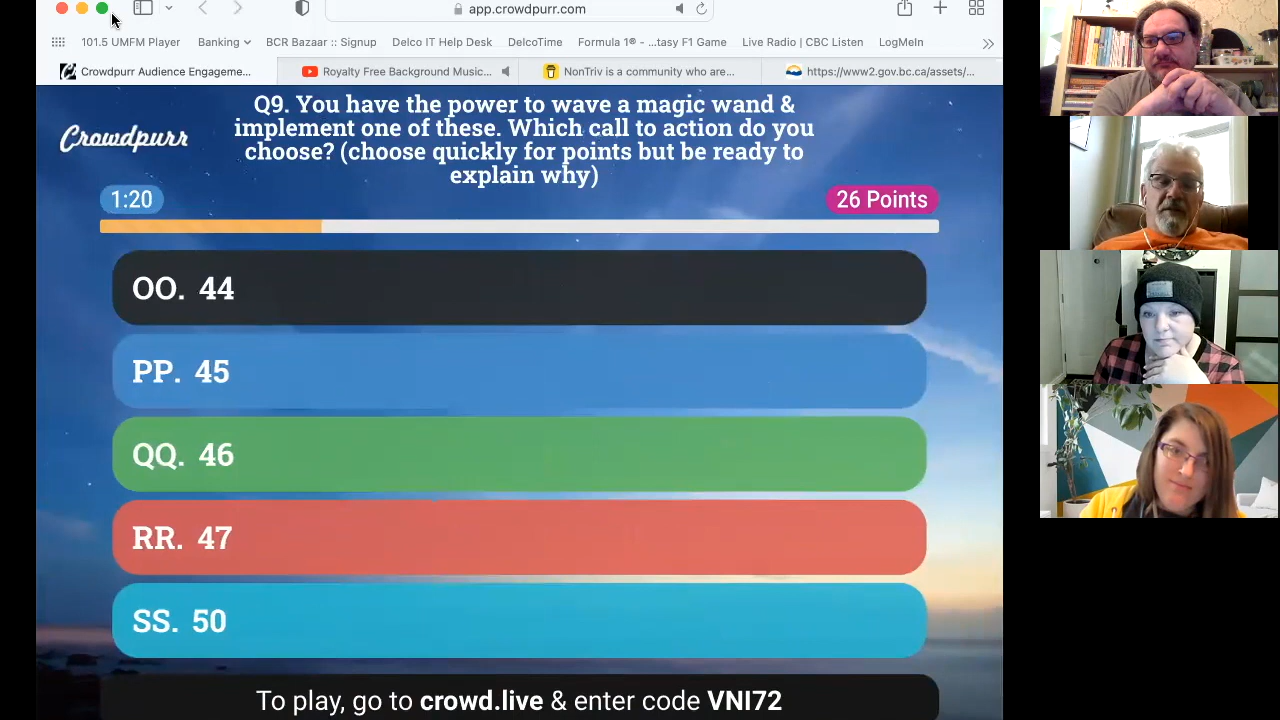 app.crowdpurr.com
101.5 UMFM Player
Banking
BCR Bazaar :: Signup
Delco IT Help Desk
DelcoTime
Formula 1® - ...tasy F1 Game
Live Radio | CBC Listen
LogMeIn
Crowdpurr Audience Engageme...
Royalty Free Background Music...
NonTriv is a community who are...
https://www2.gov.bc.ca/assets/...
Crowdpurr
Q9. You have the power to wave a magic wand &
implement one of these. Which call to action do you
choose? (choose quickly for points but be ready to
explain why)
1:20
26 Points
OO. 44
PP. 45
QQ. 46
RR. 47
SS. 50
To play, go to crowd.live & enter code VNI72